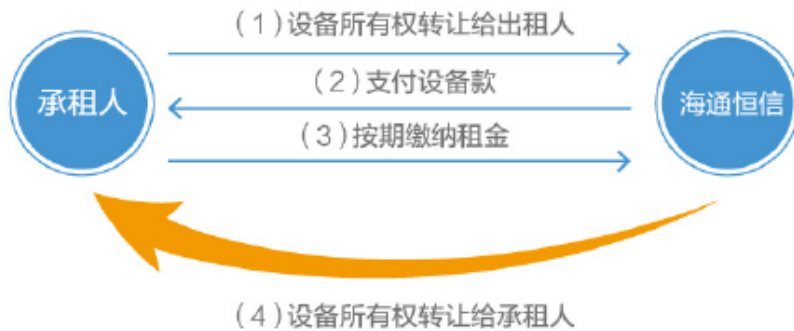 (1)设备所有权转让给出租人
(2)支付设备款
承租人
海通恒信
(3)按期缴纳租金
(4)设备所有权转让给承租人